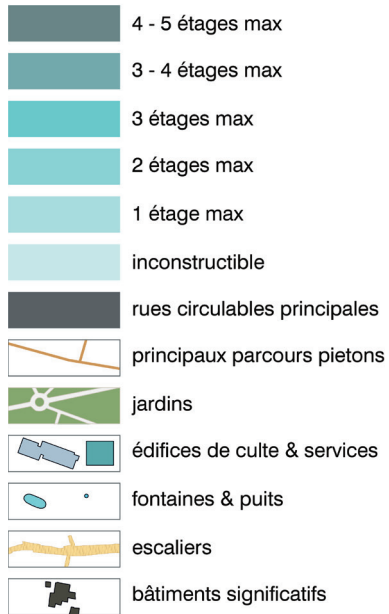 4 - 5 étages max
3 - 4 étages max
3 étages max
2 étages max
1 étage max
inconstructible
rues circulables principales
principaux parcours pietons
jardins
édifices de culte & services
fontaines & puits
escaliers
bâtiments significatifs